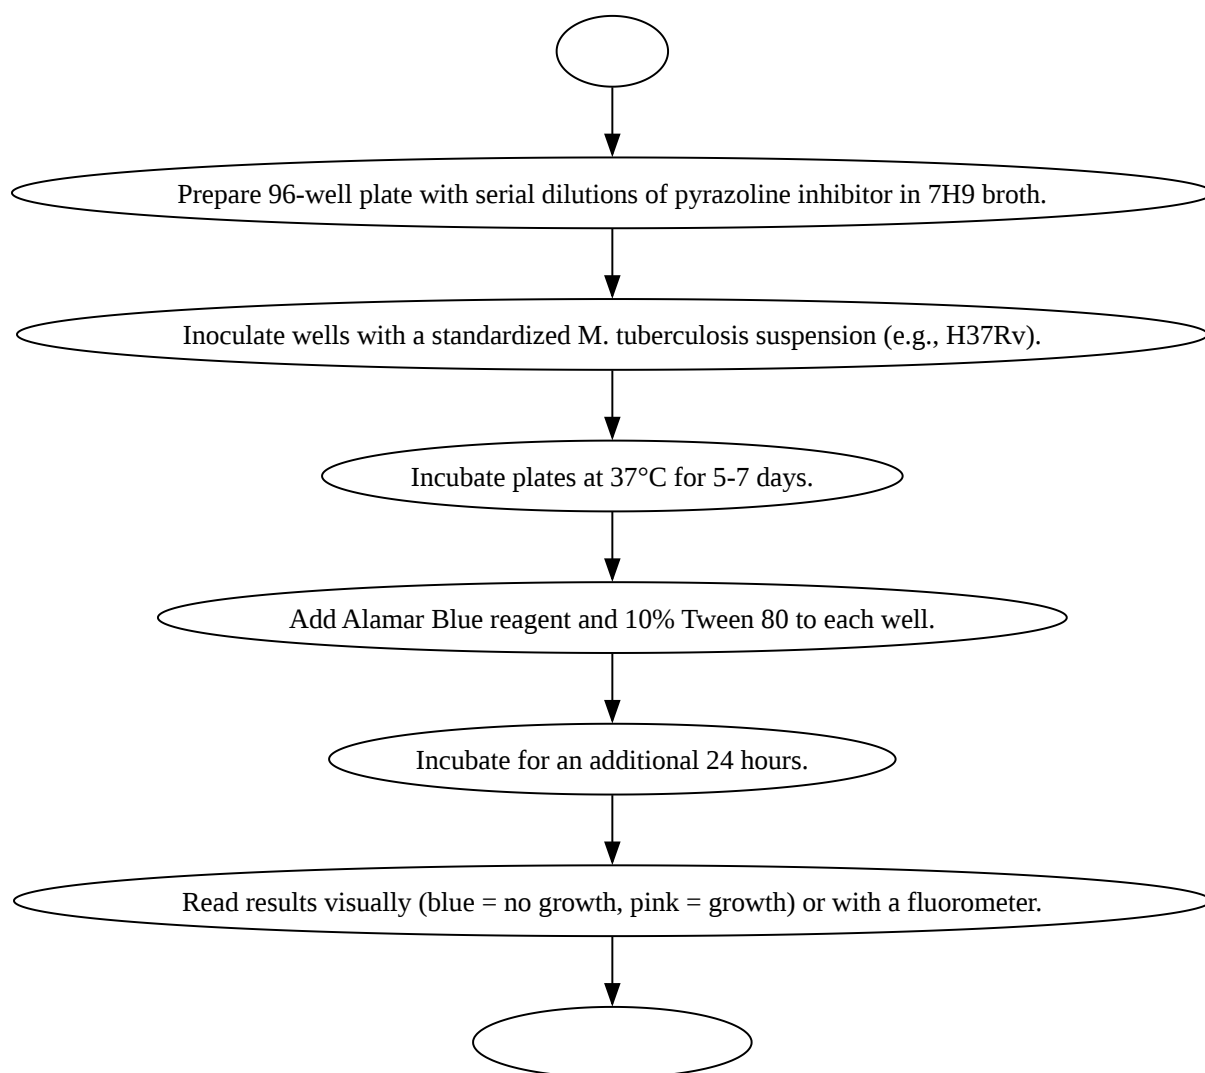 Prepare 96-well plate with serial dilutions of pyrazoline inhibitor in 7H9 broth.
Inoculate wells with a standardized M. tuberculosis suspension (e.g., H37Rv).
Incubate plates at 37°C for 5-7 days.
Add Alamar Blue reagent and 10% Tween 80 to each well.
Incubate for an additional 24 hours.
Read results visually (blue = no growth, pink = growth) or with a fluorometer.